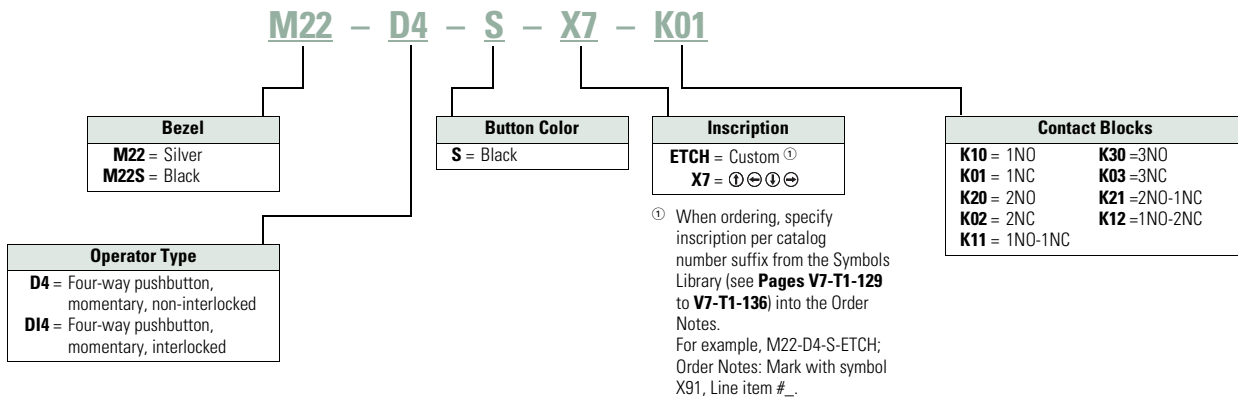 M22 – D4 – S – X7 – K01
Bezel
M22 = Silver
M22S = Black
Operator Type
D4 = Four-way pushbutton,
momentary, non-interlocked
DI4 = Four-way pushbutton,
momentary, interlocked
Button Color
S = Black
Inscription
ETCH = Custom ①
X7 = ⬆⬅⬇➡
① When ordering, specify
inscription per catalog
number suffix from the Symbols
Library (see Pages V7-T1-129
to V7-T1-136) into the Order
Notes.
For example, M22-D4-S-ETCH;
Order Notes: Mark with symbol
X91, Line item #_.
Contact Blocks
K10 = 1NO
K01 = 1NC
K20 = 2NO
K02 = 2NC
K11 = 1NO-1NC
K30 =3NO
K03 =3NC
K21 =2NO-1NC
K12 =1NO-2NC